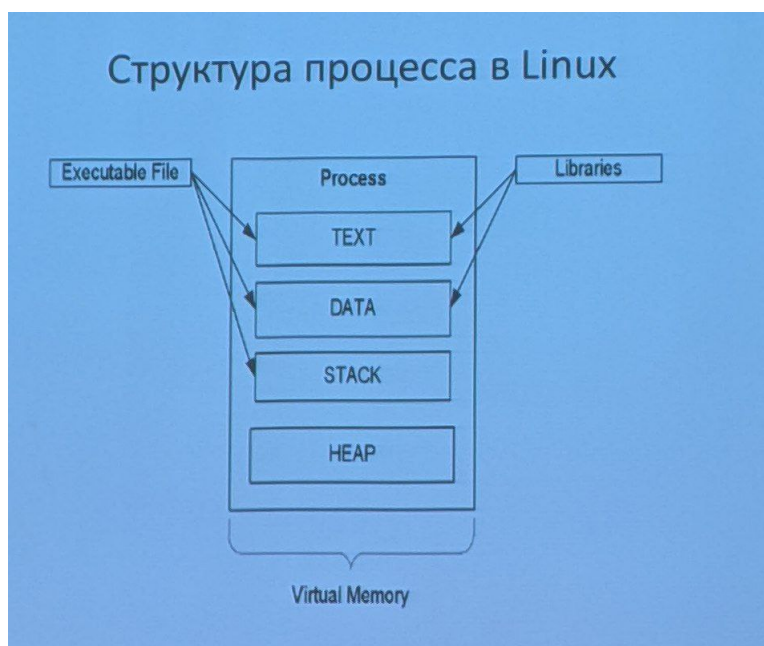 Структура процесса в Linux
Executable File
Process
Libraries
TEXT
DATA
STACK
HEAP
Virtual Memory